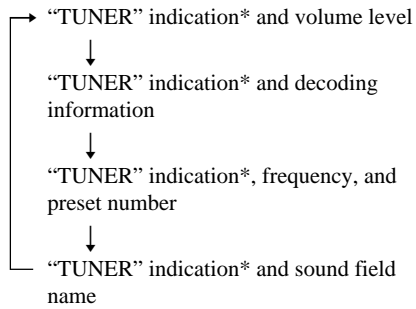 “TUNER” indication* and volume level
“TUNER” indication* and decoding
information
“TUNER” indication*, frequency, and
preset number
“TUNER” indication* and sound field
name